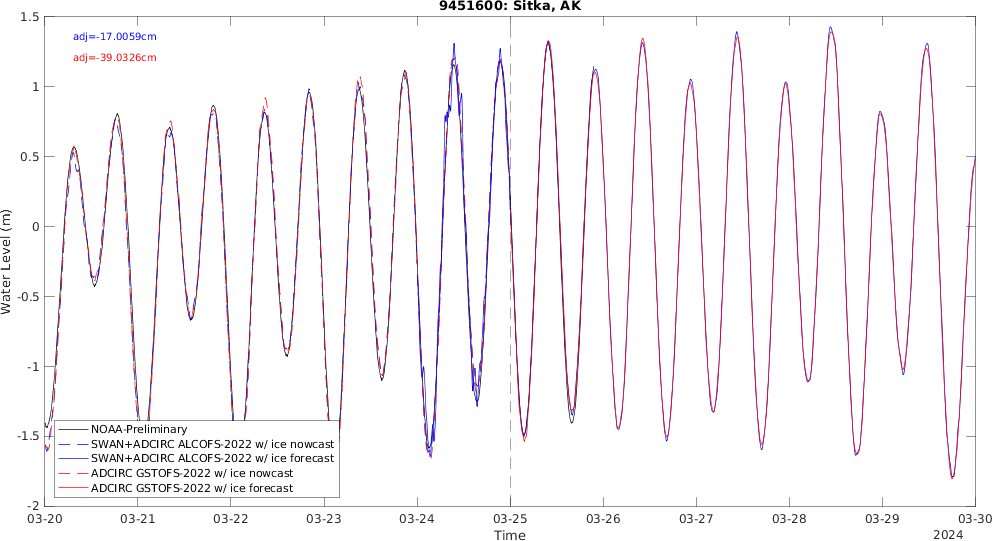 9451600: Sitka, AK
adj=-17.0059cm
adj=-39.0326cm
Water Level (m)
1.5
1
0.5
0
-0.5
-1
-1.5
-2
NOAA-Preliminary
SWAN+ADCIRC ALCOFS-2022 w/ ice nowcast
SWAN+ADCIRC ALCOFS-2022 w/ ice forecast
ADCIRC GSTOFS-2022 w/ ice nowcast
ADCIRC GSTOFS-2022 w/ ice forecast
03-20 03-21 03-22 03-23 03-24 03-25 03-26 03-27 03-28 03-29 03-30
Time
2024